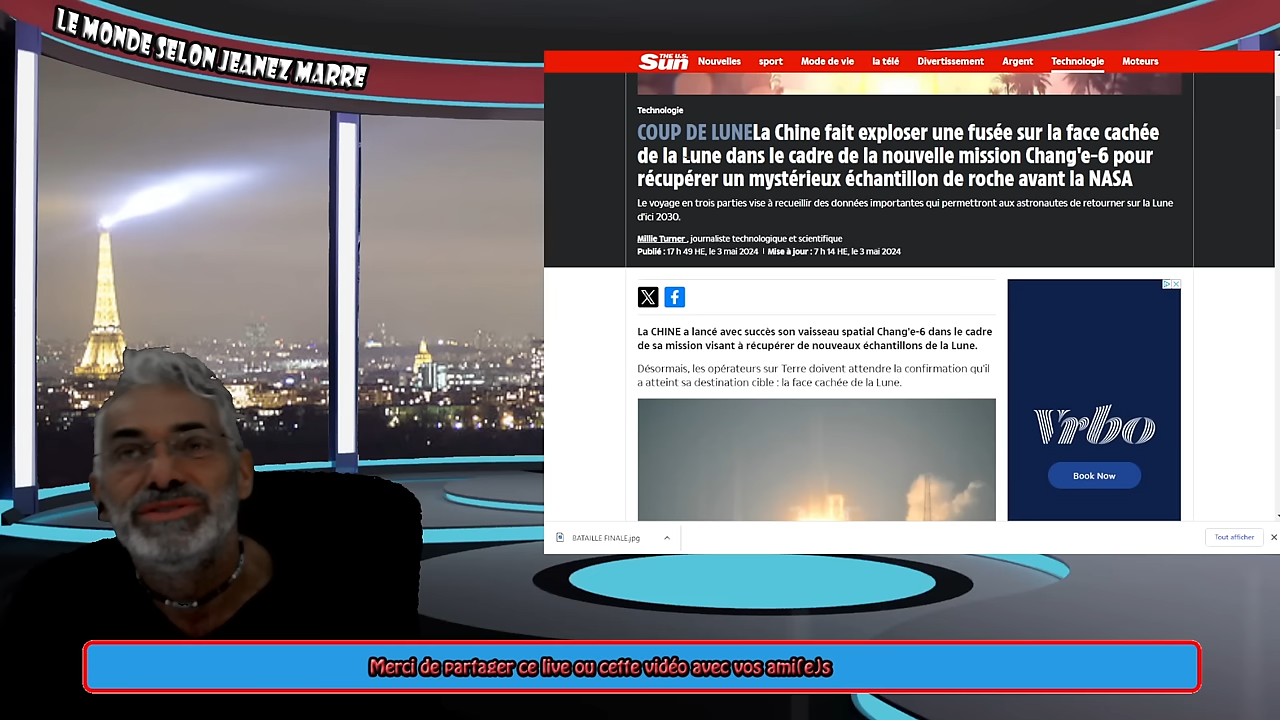 LE MONDE SELON JEANEZ MARRE
THE U.S. Sun Nouvelles sport Mode de vie la télé Divertissement Argent Technologie Moteurs
Technologie
COUP DE LUNELa Chine fait exploser une fusée sur la face cachée
de la Lune dans le cadre de la nouvelle mission Chang'e-6 pour
récupérer un mystérieux échantillon de roche avant la NASA
Le voyage en trois parties vise à recueillir des données importantes qui permettront aux astronautes de retourner sur la Lune
d'ici 2030.
Millie Turner , journaliste technologique et scientifique
Publié : 17 h 49 HE, le 3 mai 2024 | Mise à jour : 7 h 14 HE, le 3 mai 2024
La CHINE a lancé avec succès son vaisseau spatial Chang'e-6 dans le cadre
de sa mission visant à récupérer de nouveaux échantillons de la Lune.
Désormais, les opérateurs sur Terre doivent attendre la confirmation qu'il
a atteint sa destination cible : la face cachée de la Lune.
Vrbo
Book Now
BATAILLE FINALE.jpg
Tout afficher
Merci de partager ce live ou cette vidéo avec vos ami(e)s